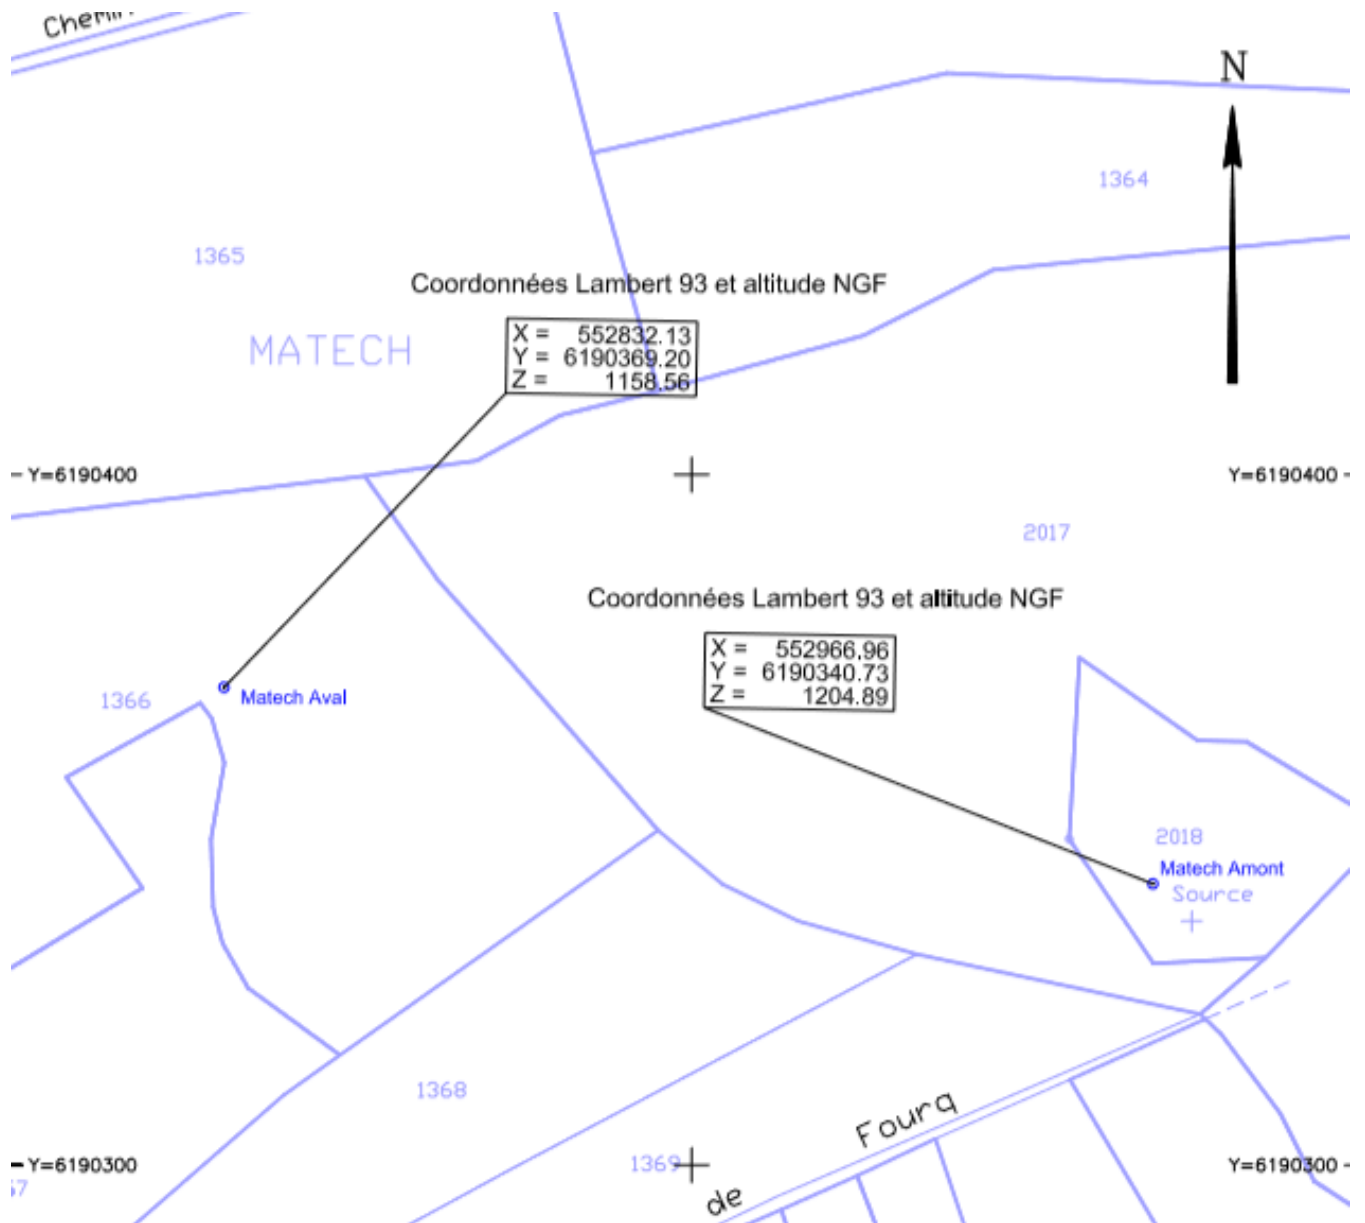 Chemin
N
1364
1365
Coordonnées Lambert 93 et altitude NGF
MATECH
X = 552832.13
Y = 6190369.20
Z = 1158.56
Y=6190400
Y=6190400
2017
Coordonnées Lambert 93 et altitude NGF
X = 552966.96
Y = 6190340.73
Z = 1204.89
1366
Matech Aval
2018
Matech Amont
Source
1368
Fourq
1369
Y=6190300
Y=6190300
67
de